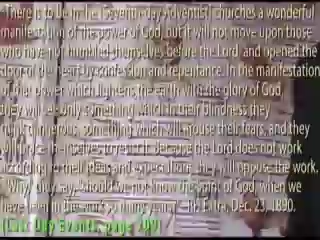 "There is to be in the (Seventh-day Adventist) churches a wonderful
manifestation of the power of God, but it will not move upon those
who have not humbled themselves before the Lord and opened the
door of the heart by confession and repentance. In the manifestation
of that power which lightens the earth with the glory of God,
they will see only something which in their blindness they
think dangerous, something which will arouse their fears, and they
will brace themselves to resist it. Because the Lord does not work
according to their ideas and expectations, they will oppose the work.
'Why,' they say, 'should we not know the Spirit of God, when we
have been in the work so many years?'" Extra, Dec. 23, 1890.
(Last Day Events, page 209)